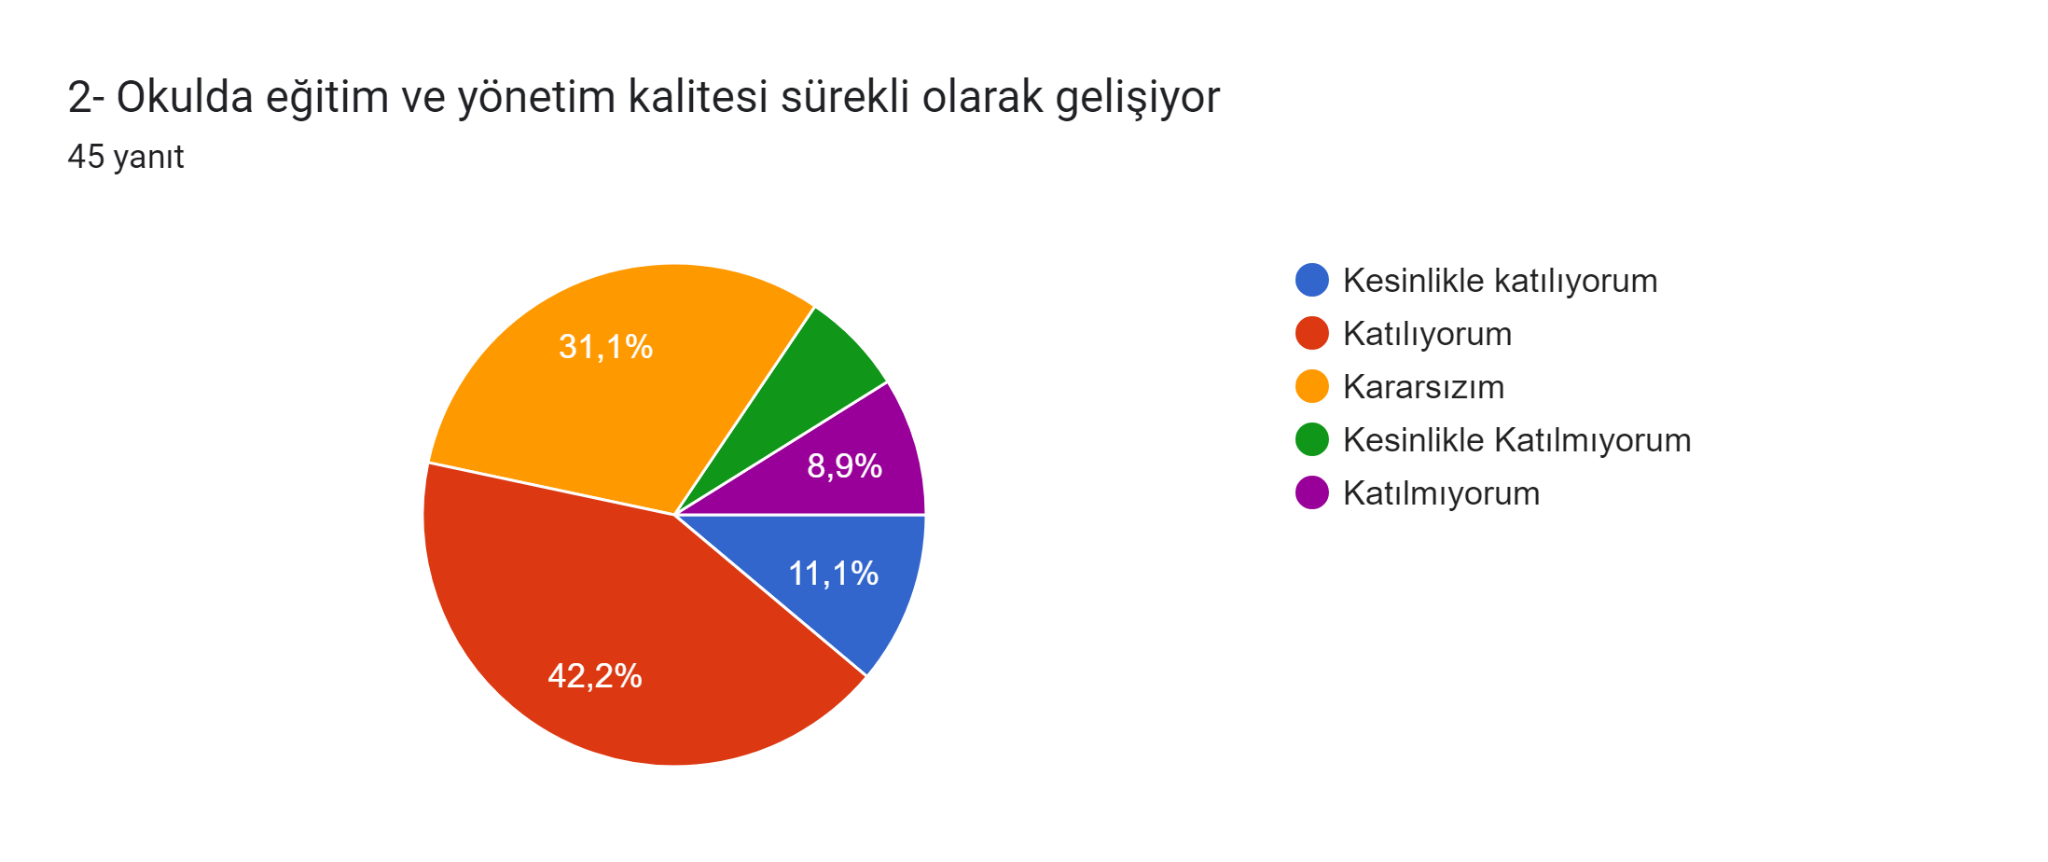 2- Okulda eğitim ve yönetim kalitesi sürekli olarak gelişiyor
45 yanıt
31,1%
8,9%
11,1%
42,2%
Kesinlikle katılıyorum
Katılıyorum
Kararsızım
Kesinlikle Katılmıyorum
Katılmıyorum